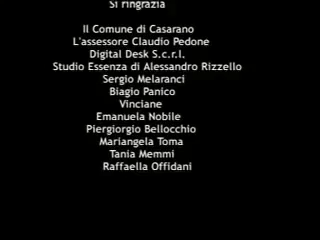 Si ringrazia
Il Comune di Casarano
L'assessore Claudio Pedone
Digital Desk S.c.r.l.
Studio Essenza di Alessandro Rizzello
Sergio Melaranci
Biagio Panico
Vinciane
Emanuela Nobile
Piergiorgio Bellocchio
Mariangela Toma
Tania Memmi
Raffaella Offidani